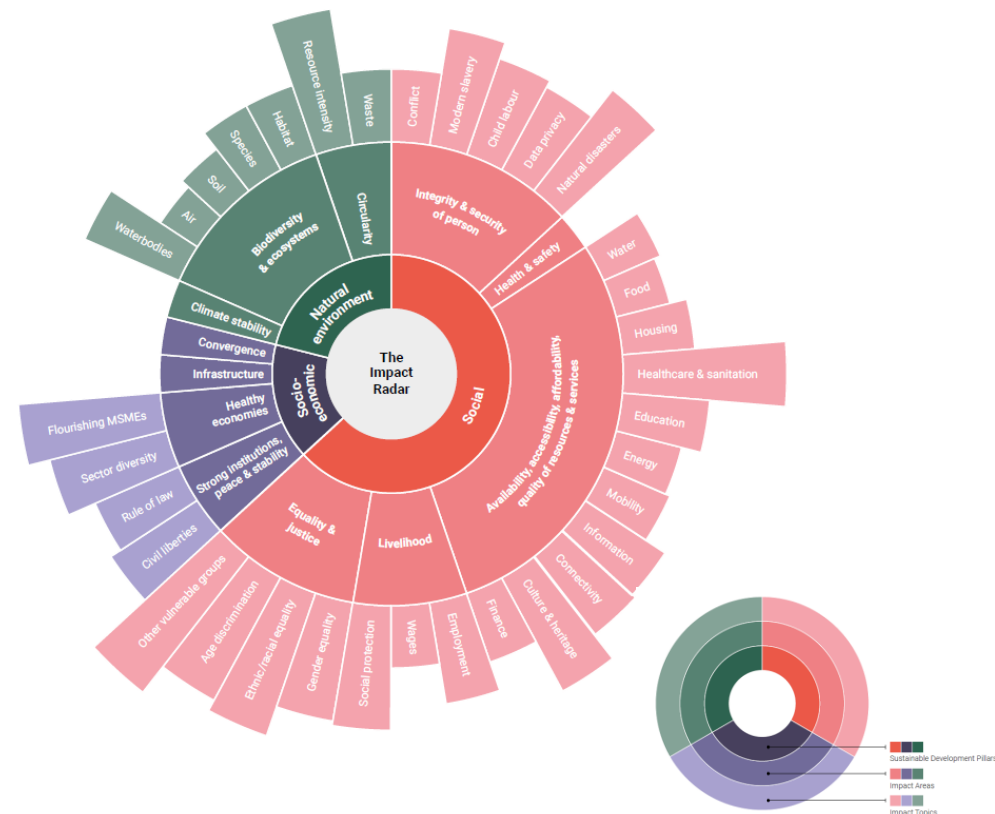 The
Impact
Radar
Social
Socio-
economic
Natural
environment
Integrity & security
of person
Health & safety
Availability, accessibility, affordability,
quality of resources & services
Livelihood
Equality &
justice
Strong institutions,
peace & stability
Healthy
economies
Infrastructure
Convergence
Climate stability
Biodiversity
& ecosystems
Circularity
Conflict
Modern slavery
Child labour
Data privacy
Natural disasters
Water
Food
Housing
Healthcare & sanitation
Education
Energy
Mobility
Information
Connectivity
Culture & heritage
Finance
Employment
Wages
Social protection
Gender equality
Ethnic/racial equality
Age discrimination
Other vulnerable groups
Civil liberties
Rule of law
Sector diversity
Flourishing MSMEs
Waterbodies
Air
Soil
Species
Habitat
Resource intensity
Waste
Sustainable Development Pillars
Impact Areas
Impact Topics